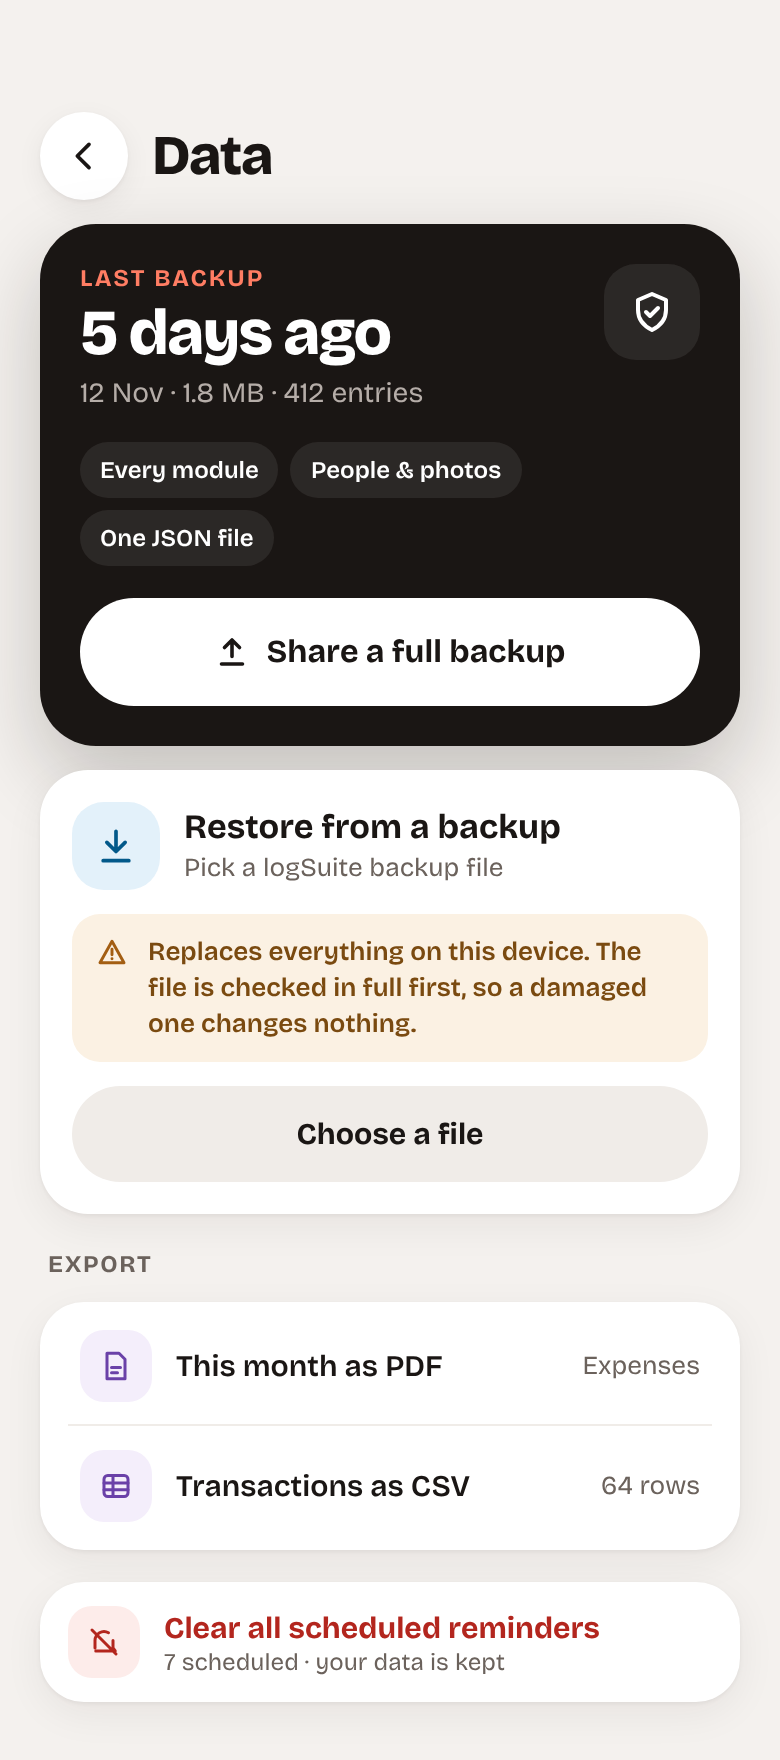 Data
LAST BACKUP
5 days ago
12 Nov · 1.8 MB · 412 entries
Every module
People & photos
One JSON file
Share a full backup
Restore from a backup
Pick a logSuite backup file
Replaces everything on this device. The
file is checked in full first, so a damaged
one changes nothing.
Choose a file
EXPORT
This month as PDF
Expenses
Transactions as CSV
64 rows
Clear all scheduled reminders
7 scheduled · your data is kept